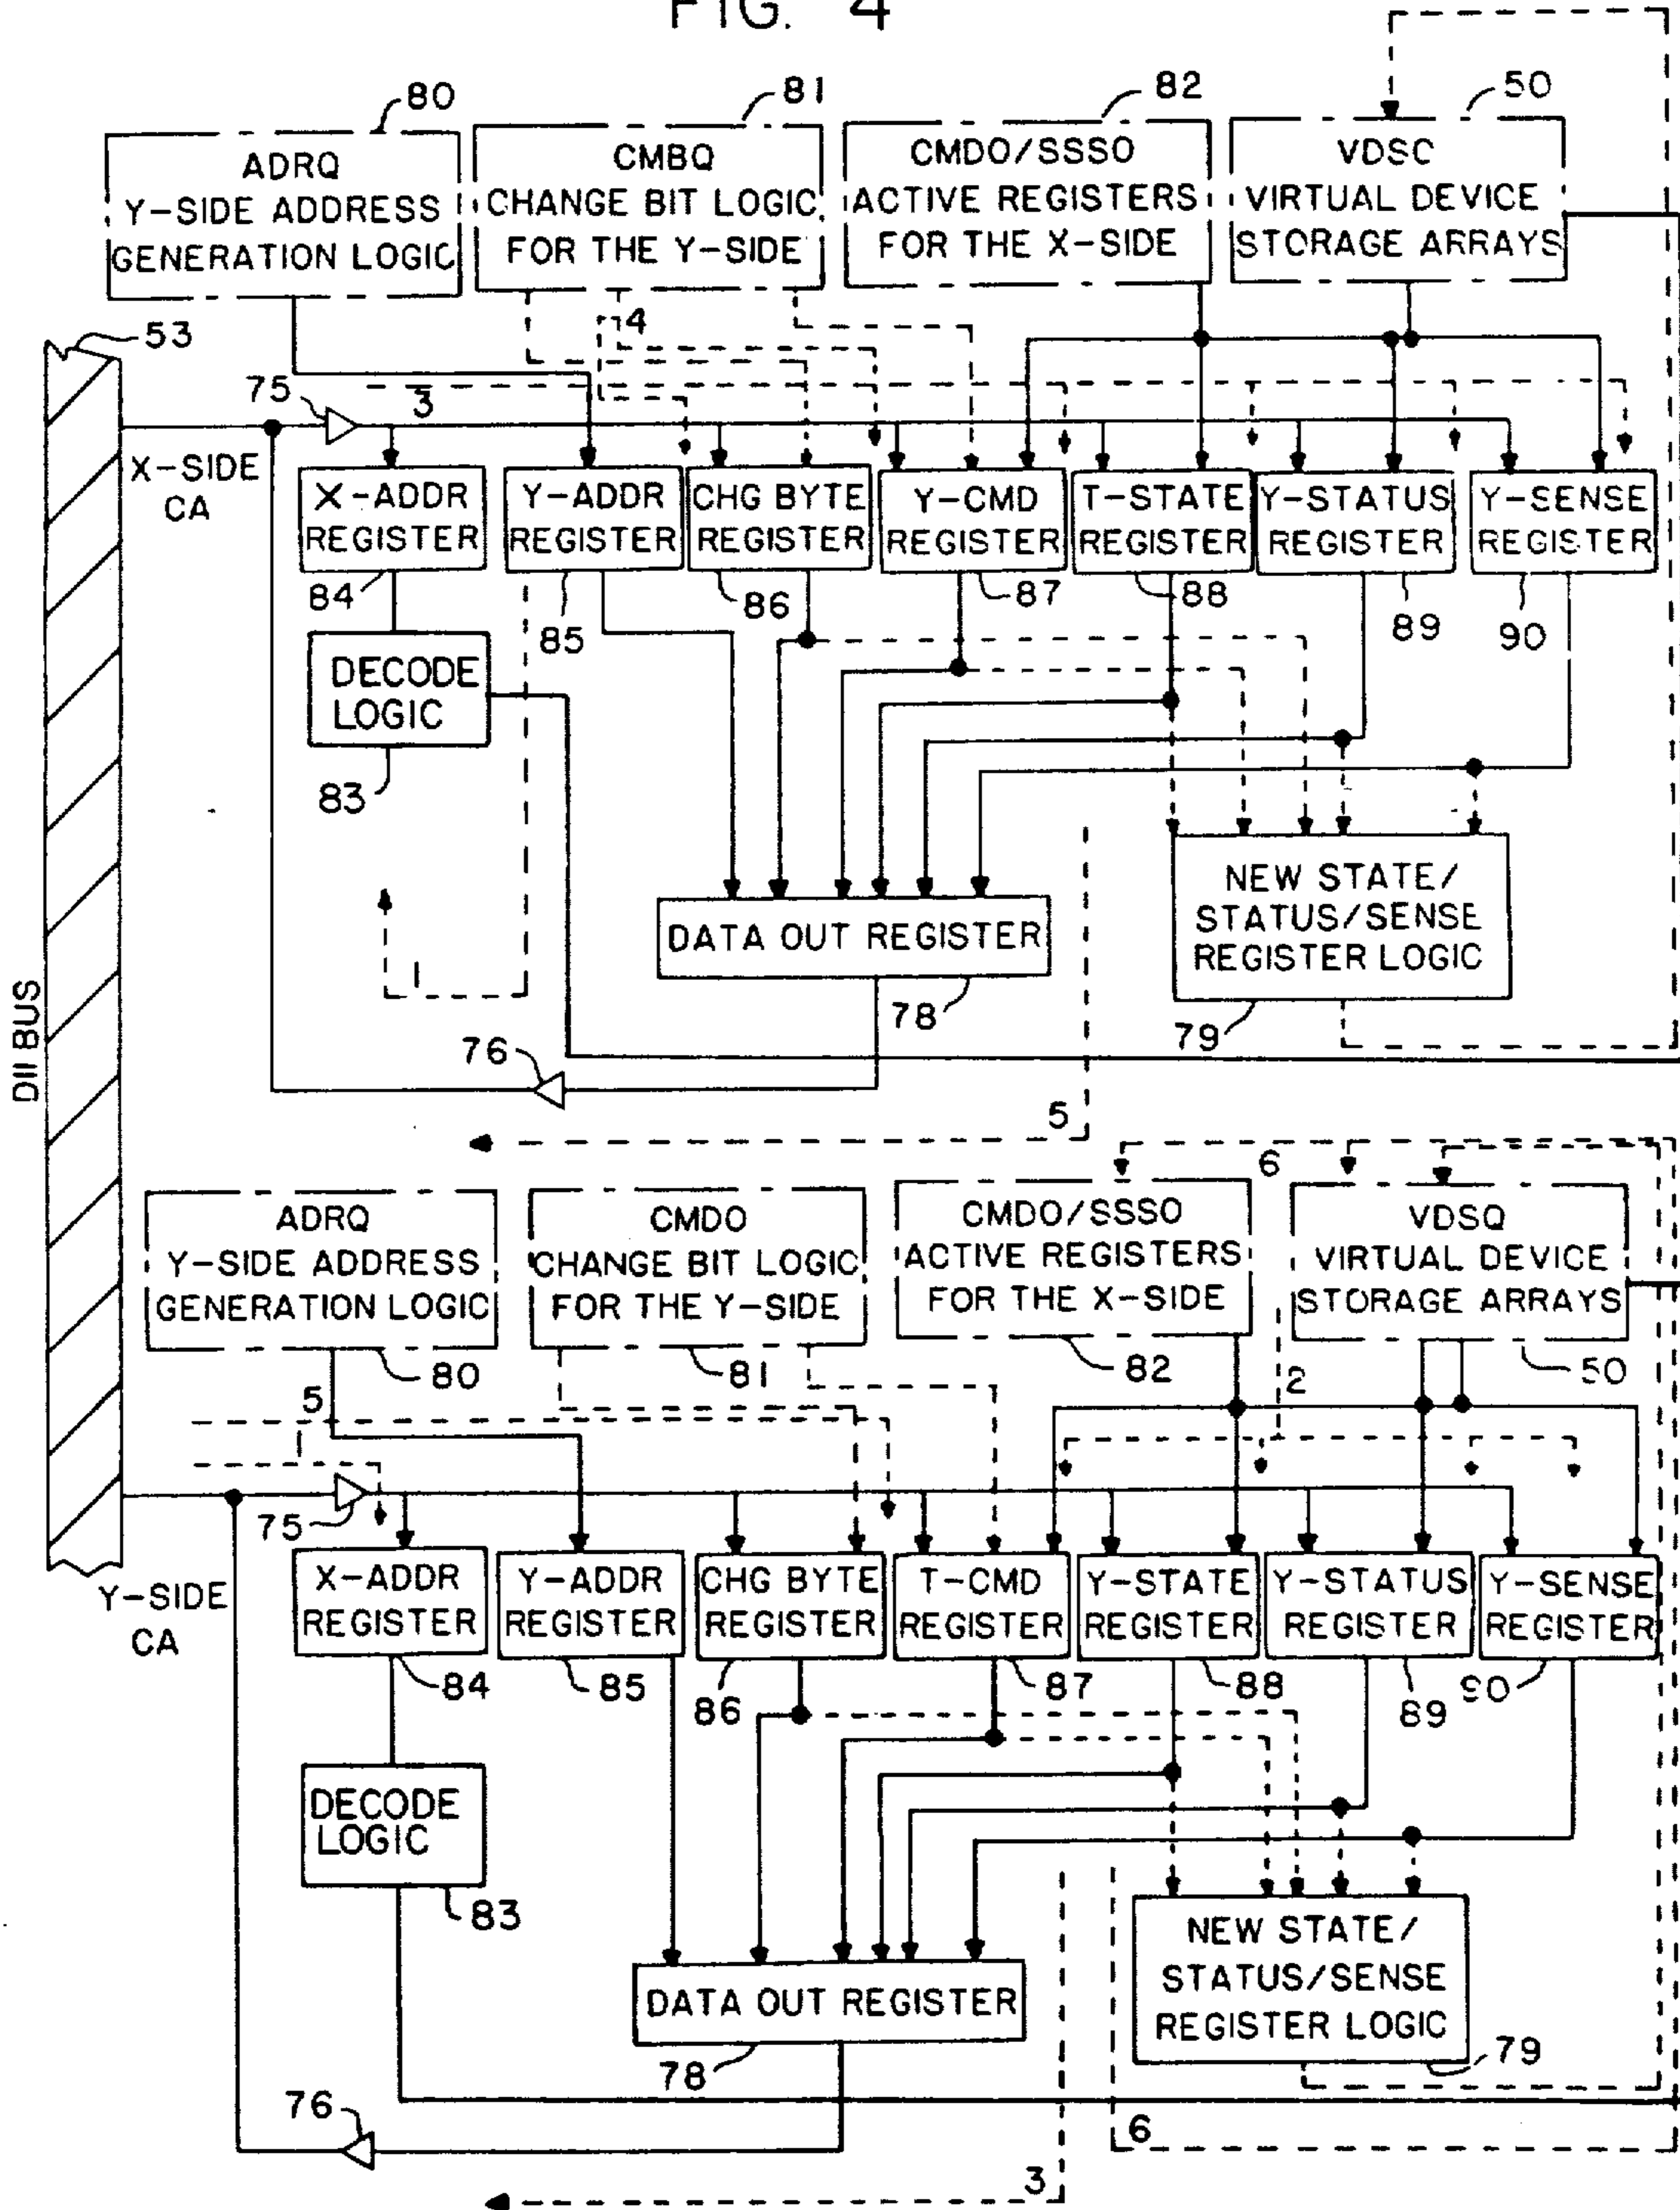 FIG. 4
80
81
82
50
ADRQ
Y-SIDE ADDRESS
GENERATION LOGIC
CMBQ
CHANGE BIT LOGIC
FOR THE Y-SIDE
CMDO/SSSO
ACTIVE REGISTERS
FOR THE X-SIDE
VDSC
VIRTUAL DEVICE
STORAGE ARRAYS
53
4
75
3
X-SIDE
CA
X-ADDR
REGISTER
Y-ADDR
REGISTER
CHG BYTE
REGISTER
Y-CMD
REGISTER
T-STATE
REGISTER
Y-STATUS
REGISTER
Y-SENSE
REGISTER
84
85
86
87
88
89
90
DECODE
LOGIC
83
1
DATA OUT REGISTER
78
NEW STATE/
STATUS/SENSE
REGISTER LOGIC
79
DII BUS
76
5
6
ADRQ
Y-SIDE ADDRESS
GENERATION LOGIC
CMDO
CHANGE BIT LOGIC
FOR THE Y-SIDE
CMDO/SSSO
ACTIVE REGISTERS
FOR THE X-SIDE
VDSQ
VIRTUAL DEVICE
STORAGE ARRAYS
80
81
82
50
5
2
1
75
Y-SIDE
CA
X-ADDR
REGISTER
Y-ADDR
REGISTER
CHG BYTE
REGISTER
T-CMD
REGISTER
Y-STATE
REGISTER
Y-STATUS
REGISTER
Y-SENSE
REGISTER
84
85
86
87
88
89
90
DECODE
LOGIC
83
DATA OUT REGISTER
78
NEW STATE/
STATUS/SENSE
REGISTER LOGIC
79
76
6
3